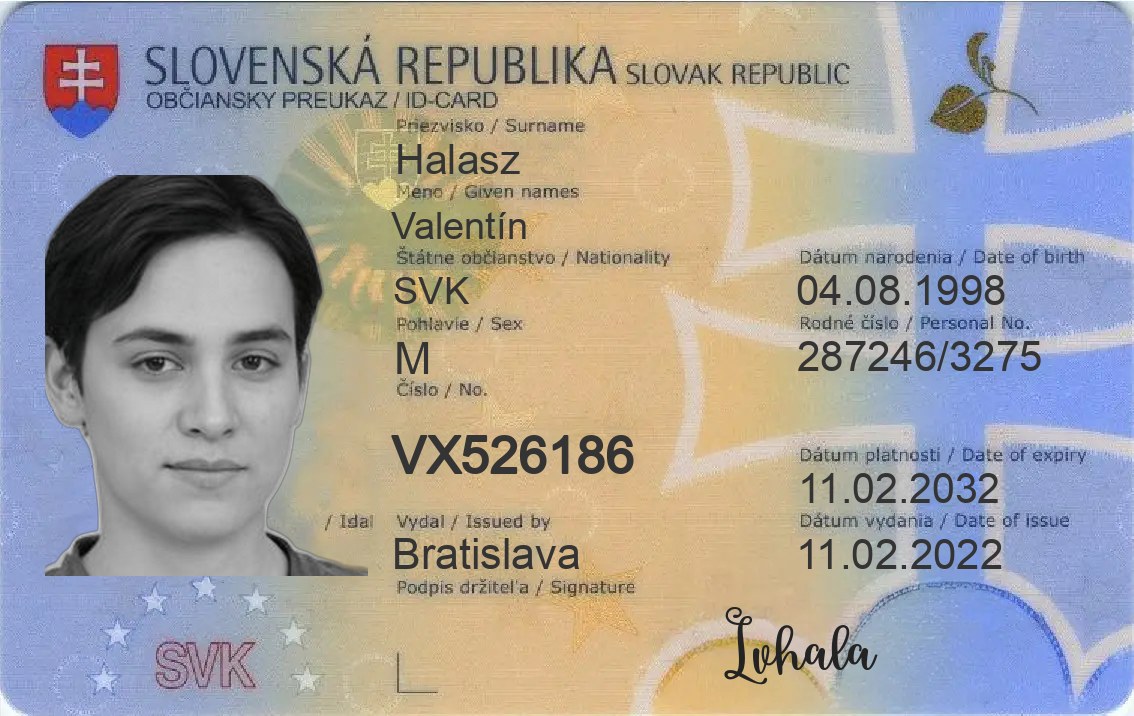 SLOVENSKÁ REPUBLIKA SLOVAK REPUBLIC
OBČIANSKY PREUKAZ / ID-CARD
Priezvisko / Surname
Halasz
Meno / Given names
Valentín
Štátne občianstvo / Nationality
SVK
Dátum narodenia / Date of birth
04.08.1998
Pohlavie / Sex
M
Rodné číslo / Personal No.
287246/3275
Číslo / No.
VX526186
Dátum platnosti / Date of expiry
11.02.2032
Vydal / Issued by
Bratislava
Dátum vydania / Date of issue
11.02.2022
Podpis držiteľa / Signature
SVK